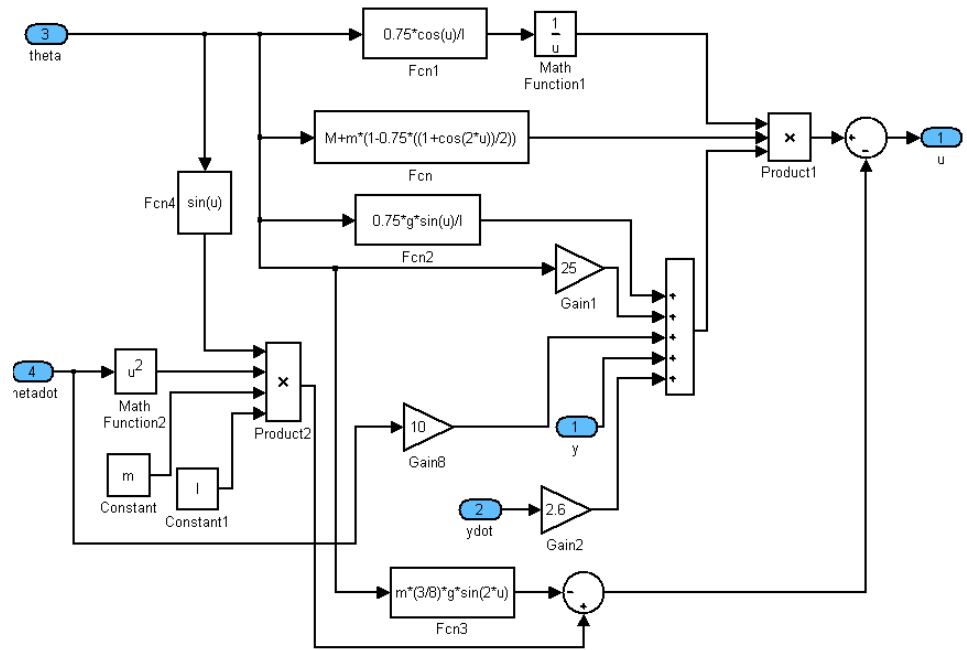 3
theta
0.75*cos(u)/l
Fcn1
1
u
Math
Function1
M+m*(1-0.75*((1+cos(2*u))/2))
Fcn
×
Product1
+
-
1
u
sin(u)
Fcn4
0.75*g*sin(u)/l
Fcn2
25
Gain1
+
+
+
+
+
4
hetadot
u2
Math
Function2
×
Product2
m
Constant
l
Constant1
10
Gain8
1
y
2
ydot
2.6
Gain2
m*(3/8)*g*sin(2*u)
Fcn3
-
+